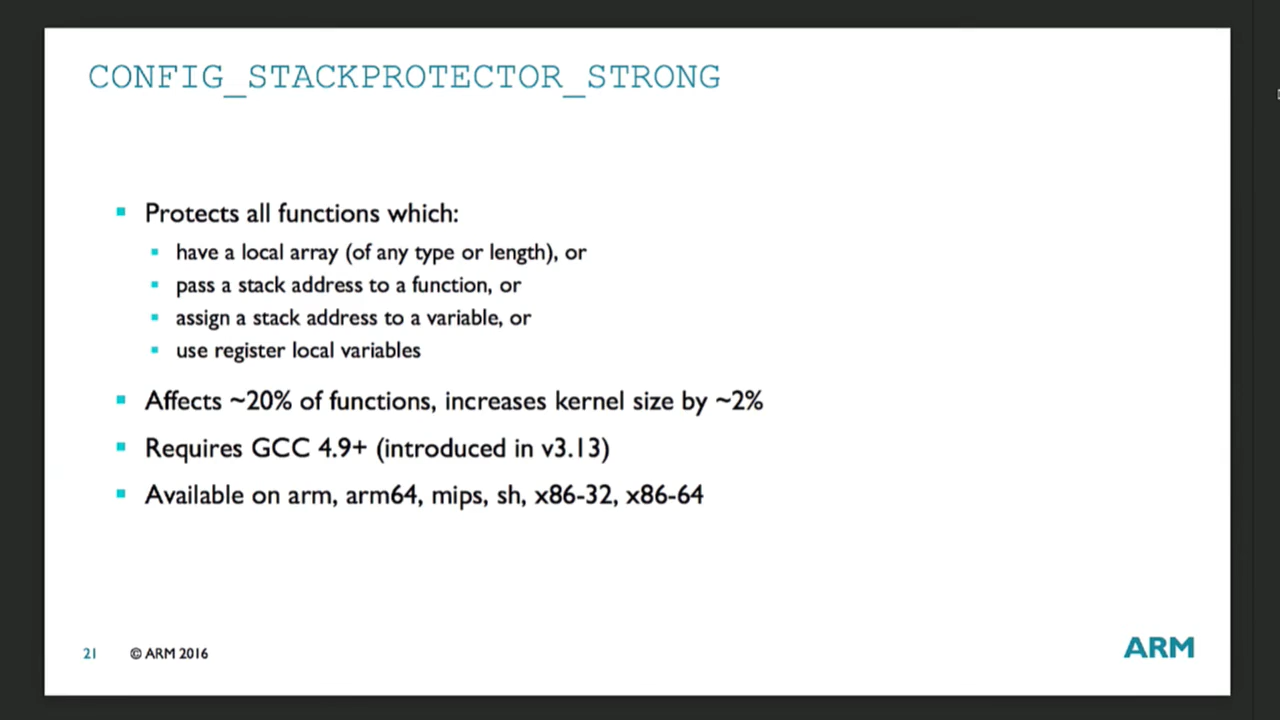 CONFIG_STACKPROTECTOR_STRONG
Protects all functions which:
have a local array (of any type or length), or
pass a stack address to a function, or
assign a stack address to a variable, or
use register local variables
Affects ~20% of functions, increases kernel size by ~2%
Requires GCC 4.9+ (introduced in v3.13)
Available on arm, arm64, mips, sh, x86-32, x86-64
21 © ARM 2016
ARM